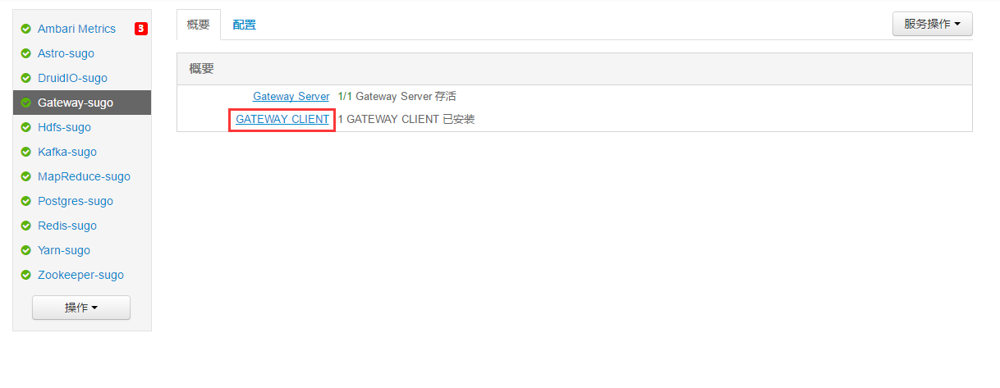 Ambari Metrics 3
Astro-sugo
DruidIO-sugo
Gateway-sugo
Hdfs-sugo
Kafka-sugo
MapReduce-sugo
Postgres-sugo
Redis-sugo
Yarn-sugo
Zookeeper-sugo
操作
概要 配置 服务操作
概要
Gateway Server 1/1 Gateway Server 存活
GATEWAY CLIENT 1 GATEWAY CLIENT 已安装